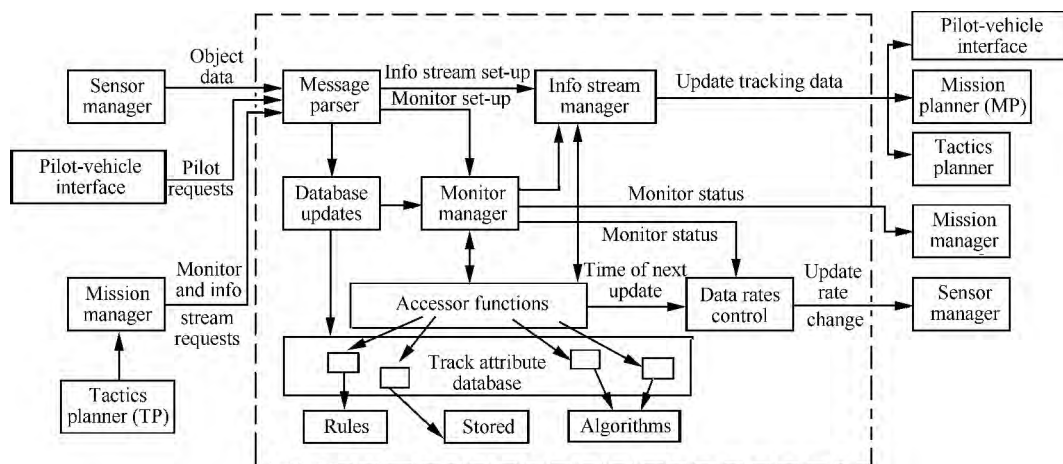 Object
data
Sensor
manager
Pilot-vehicle
interface
Pilot
requests
Monitor
and info
stream
requests
Mission
manager
Tactics
planner (TP)
Message
parser
Info stream set-up
Monitor set-up
Info stream
manager
Database
updates
Monitor
manager
Accessor functions
Time of next
update
Data rates
control
Track attribute
database
Rules
Stored
Algorithms
Update tracking data
Monitor status
Monitor status
Update
rate
change
Pilot-vehicle
interface
Mission
planner (MP)
Tactics
planner
Mission
manager
Sensor
manager